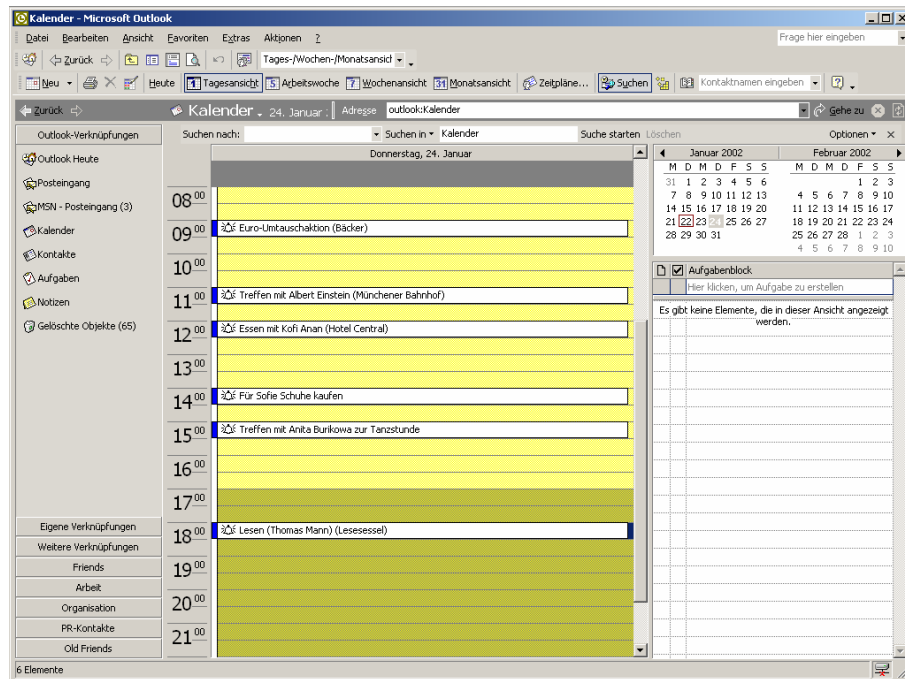 Kalender - Microsoft Outlook
Datei Bearbeiten Ansicht Favoriten Extras Aktionen ? Frage hier eingeben
Zurück Tages-/Wochen-/Monatsansicl
Neu Heute 1 Tagesansicht 5 Arbeitswoche 7 Wochenansicht 31 Monatsansicht Zeitpläne... Suchen Kontaktnamen eingeben
Zurück Kalender 24. Januar Adresse outlook:Kalender Gehe zu
Outlook-Verknüpfungen Suchen nach: Suchen in Kalender Suche starten Löschen Optionen
Donnerstag, 24. Januar
Outlook Heute
Posteingang
MSN - Posteingang (3)
Kalender
Kontakte
Aufgaben
Notizen
Gelöschte Objekte (65)
Eigene Verknüpfungen
Weitere Verknüpfungen
Friends
Arbeit
Organisation
PR-Kontakte
Old Friends
08 00
09 00 Euro-Umtauschaktion (Bäcker)
10 00
11 00 Treffen mit Albert Einstein (Münchener Bahnhof)
12 00 Essen mit Kofi Anan (Hotel Central)
13 00
14 00 Für Sofie Schuhe kaufen
15 00 Treffen mit Anita Burikowa zur Tanzstunde
16 00
17 00
18 00 Lesen (Thomas Mann) (Lesesessel)
19 00
20 00
21 00
Januar 2002
M D M D F S S
31 1 2 3 4 5 6
7 8 9 10 11 12 13
14 15 16 17 18 19 20
21 22 23 24 25 26 27
28 29 30 31
Februar 2002
M D M D F S S
1 2 3
4 5 6 7 8 9 10
11 12 13 14 15 16 17
18 19 20 21 22 23 24
25 26 27 28 1 2 3
4 5 6 7 8 9 10
Aufgabenblock
Hier klicken, um Aufgabe zu erstellen
Es gibt keine Elemente, die in dieser Ansicht angezeigt
werden.
6 Elemente